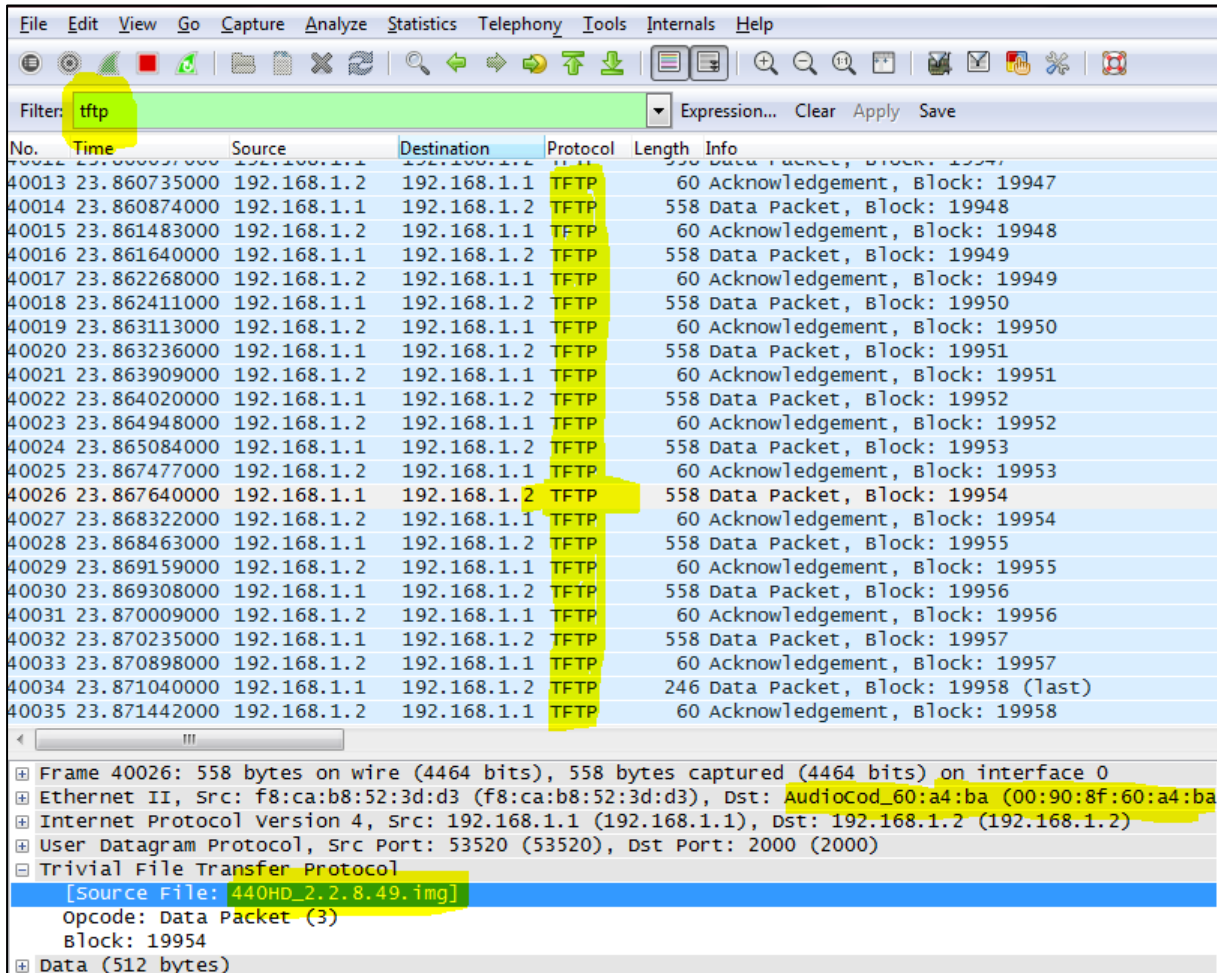 File Edit View Go Capture Analyze Statistics Telephony Tools Internals Help
Filter: tftp Expression... Clear Apply Save
No. Time Source Destination Protocol Length Info
40013 23.860735000 192.168.1.2 192.168.1.1 TFTP 60 Acknowledgement, Block: 19947
40014 23.860874000 192.168.1.1 192.168.1.2 TFTP 558 Data Packet, Block: 19948
40015 23.861483000 192.168.1.2 192.168.1.1 TFTP 60 Acknowledgement, Block: 19948
40016 23.861640000 192.168.1.1 192.168.1.2 TFTP 558 Data Packet, Block: 19949
40017 23.862268000 192.168.1.2 192.168.1.1 TFTP 60 Acknowledgement, Block: 19949
40018 23.862411000 192.168.1.1 192.168.1.2 TFTP 558 Data Packet, Block: 19950
40019 23.863113000 192.168.1.2 192.168.1.1 TFTP 60 Acknowledgement, Block: 19950
40020 23.863236000 192.168.1.1 192.168.1.2 TFTP 558 Data Packet, Block: 19951
40021 23.863909000 192.168.1.2 192.168.1.1 TFTP 60 Acknowledgement, Block: 19951
40022 23.864020000 192.168.1.1 192.168.1.2 TFTP 558 Data Packet, Block: 19952
40023 23.864948000 192.168.1.2 192.168.1.1 TFTP 60 Acknowledgement, Block: 19952
40024 23.865084000 192.168.1.1 192.168.1.2 TFTP 558 Data Packet, Block: 19953
40025 23.867477000 192.168.1.2 192.168.1.1 TFTP 60 Acknowledgement, Block: 19953
40026 23.867640000 192.168.1.1 192.168.1.2 TFTP 558 Data Packet, Block: 19954
40027 23.868322000 192.168.1.2 192.168.1.1 TFTP 60 Acknowledgement, Block: 19954
40028 23.868463000 192.168.1.1 192.168.1.2 TFTP 558 Data Packet, Block: 19955
40029 23.869159000 192.168.1.2 192.168.1.1 TFTP 60 Acknowledgement, Block: 19955
40030 23.869308000 192.168.1.1 192.168.1.2 TFTP 558 Data Packet, Block: 19956
40031 23.870009000 192.168.1.2 192.168.1.1 TFTP 60 Acknowledgement, Block: 19956
40032 23.870235000 192.168.1.1 192.168.1.2 TFTP 558 Data Packet, Block: 19957
40033 23.870898000 192.168.1.2 192.168.1.1 TFTP 60 Acknowledgement, Block: 19957
40034 23.871040000 192.168.1.1 192.168.1.2 TFTP 246 Data Packet, Block: 19958 (last)
40035 23.871442000 192.168.1.2 192.168.1.1 TFTP 60 Acknowledgement, Block: 19958
Frame 40026: 558 bytes on wire (4464 bits), 558 bytes captured (4464 bits) on interface 0
Ethernet II, Src: f8:ca:b8:52:3d:d3 (f8:ca:b8:52:3d:d3), Dst: AudioCod_60:a4:ba (00:90:8f:60:a4:ba
Internet Protocol Version 4, Src: 192.168.1.1 (192.168.1.1), Dst: 192.168.1.2 (192.168.1.2)
User Datagram Protocol, Src Port: 53520 (53520), Dst Port: 2000 (2000)
Trivial File Transfer Protocol
[Source File: 440HD_2.2.8.49.img]
Opcode: Data Packet (3)
Block: 19954
Data (512 bytes)